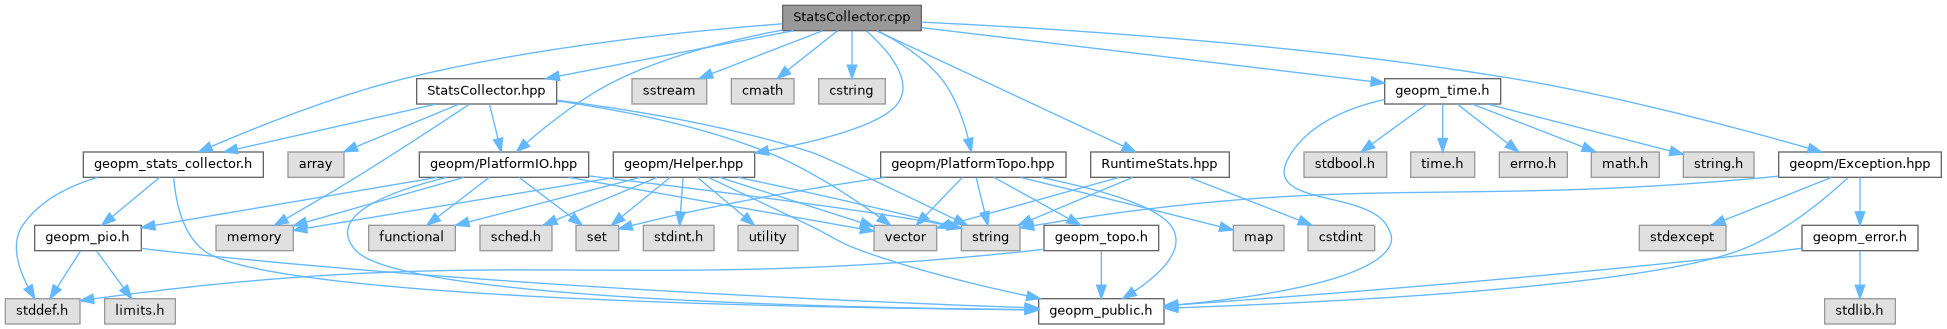 StatsCollector.cpp
StatsCollector.hpp
sstream
cmath
cstring
geopm_time.h
geopm_stats_collector.h
array
geopm/PlatformIO.hpp
geopm/Helper.hpp
geopm/PlatformTopo.hpp
RuntimeStats.hpp
stdbool.h
time.h
errno.h
math.h
string.h
geopm/Exception.hpp
geopm_pio.h
memory
functional
sched.h
set
stdint.h
utility
vector
string
geopm_topo.h
map
cstdint
stdexcept
geopm_error.h
stddef.h
limits.h
geopm_public.h
stdlib.h